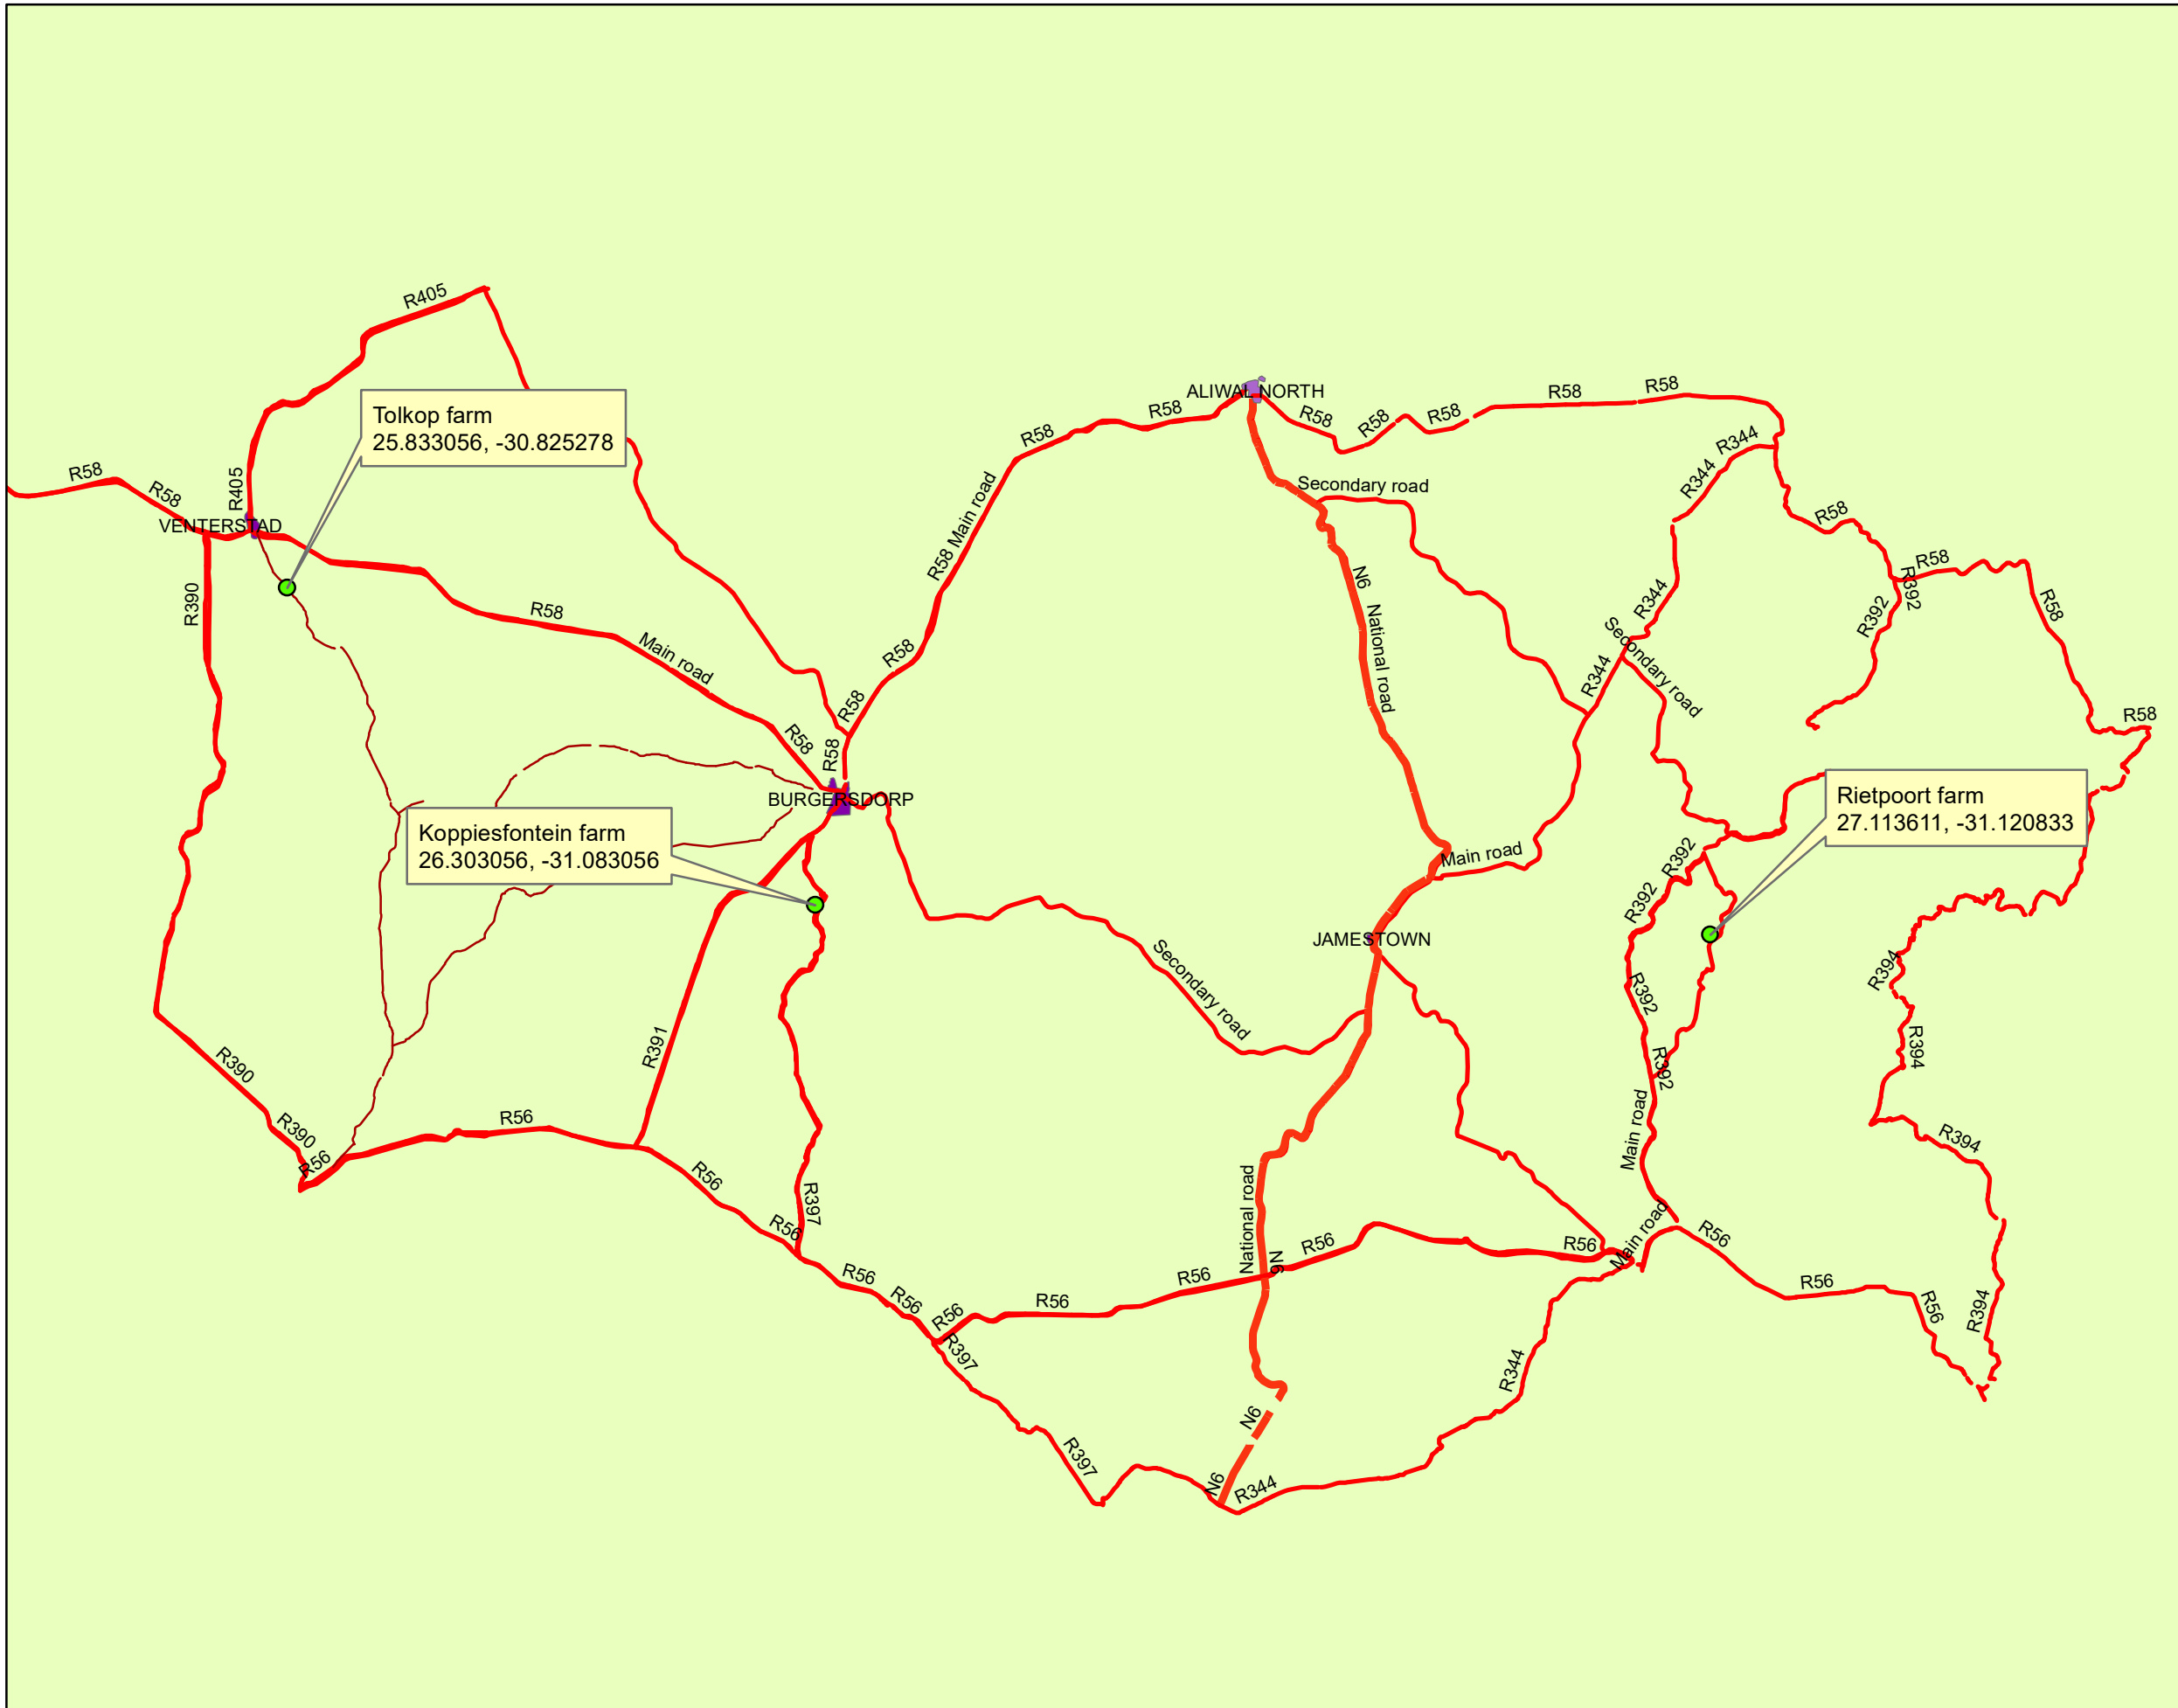 R405
Tolkop farm
25.833056, -30.825278
ALIWAL NORTH
R58
R58
R58
R58
R58
R58
R58
R58
R344
R344
R58
R58
R405
VENTERSTAD
Secondary road
R58
R58 Main road
R58
R58
R390
R58
N6
National road
R344
R392
R392
R58
Secondary road
R344
Main road
R58
R58
R58
R58
R58
R58
BURGERSDORP
Koppiesfontein farm
26.303056, -31.083056
Rietpoort farm
27.113611, -31.120833
Main road
R392
R392
JAMESTOWN
Secondary road
R392
R394
R391
R392
R394
R390
R390
R56
R56
Main road
R394
R56
R397
R56
National road
N6
R56
R56
Main road
R56
R56
R56
R56
R56
R56
R56
R56
R394
R397
R344
N6
R397
N6
R344